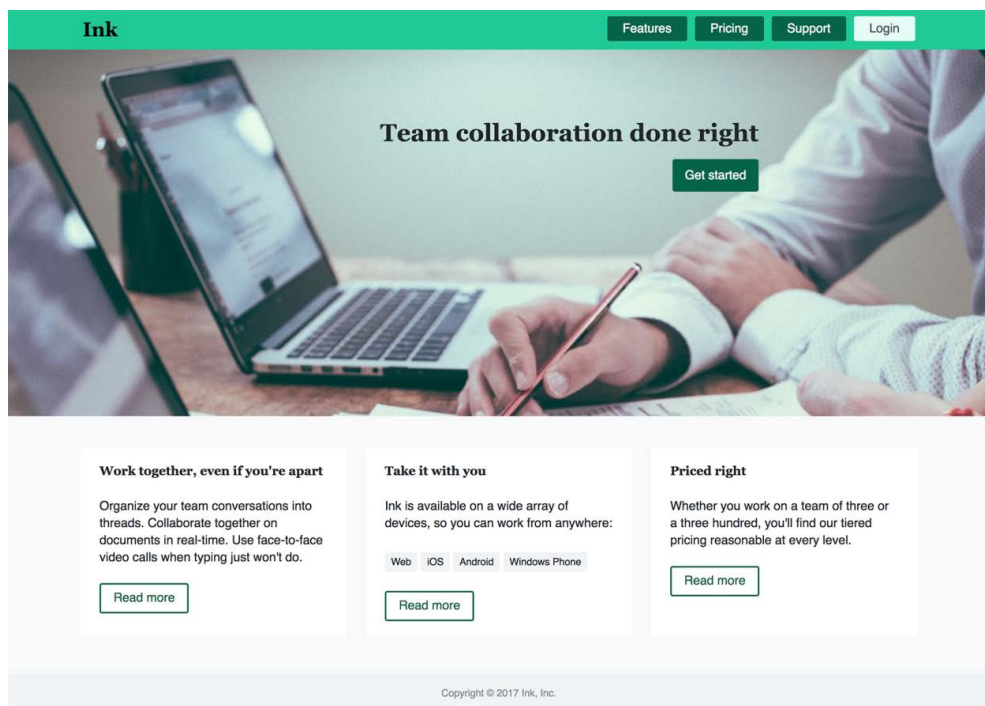 Ink
Features
Pricing
Support
Login
Team collaboration done right
Get started
Work together, even if you're apart
Organize your team conversations into
threads. Collaborate together on
documents in real-time. Use face-to-face
video calls when typing just won't do.
Read more
Take it with you
Ink is available on a wide array of
devices, so you can work from anywhere:
Web iOS Android Windows Phone
Read more
Priced right
Whether you work on a team of three or
a three hundred, you'll find our tiered
pricing reasonable at every level.
Read more
Copyright © 2017 Ink, Inc.